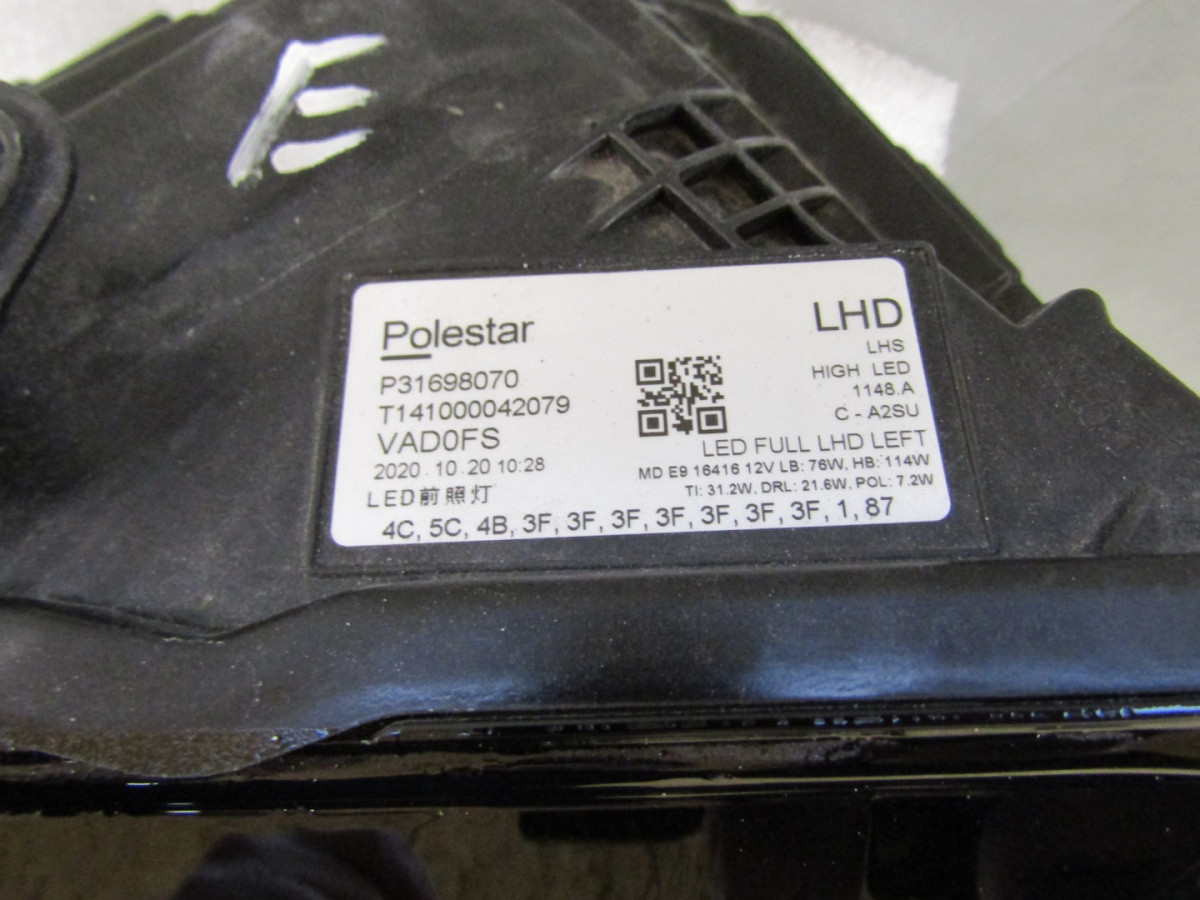 E
Polestar
P31698070
T141000042079
VAD0FS
2020.10.20 10:28
LED前照灯
LHD
LHS
HIGH LED
1148.A
C - A2SU
LED FULL LHD LEFT
MD E9 16416 12V LB: 76W, HB: 114W
TI: 31.2W, DRL: 21.6W, POL: 7.2W
4C, 5C, 4B, 3F, 3F, 3F, 3F, 3F, 3F, 3F, 1, 87